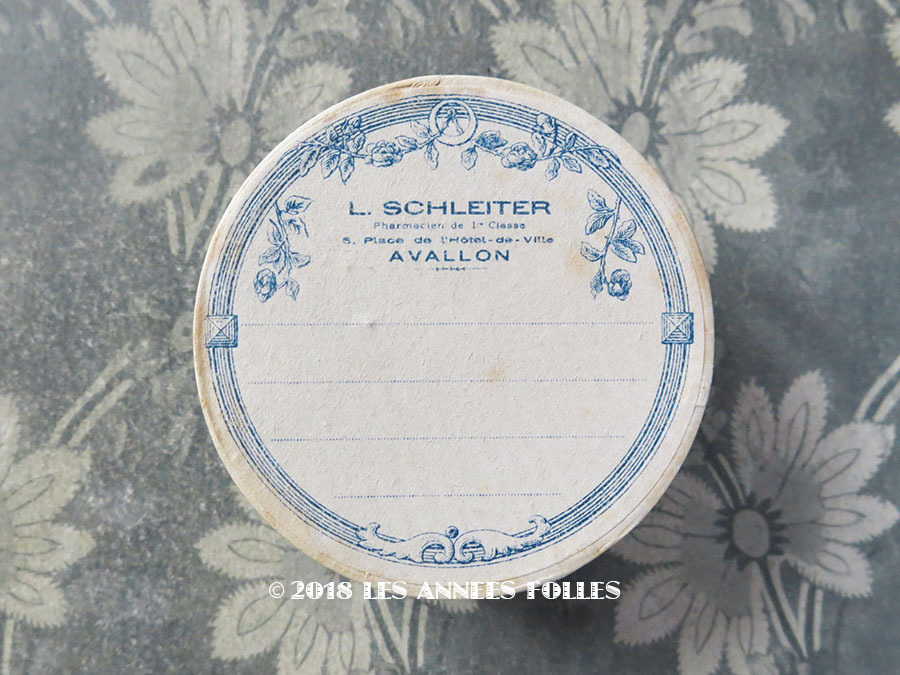 L. SCHLEITER
Pharmacien de 1re Classe
5, Place de l'Hôtel-de-Ville
AVALLON
© 2018 LES ANNEES FOLLES